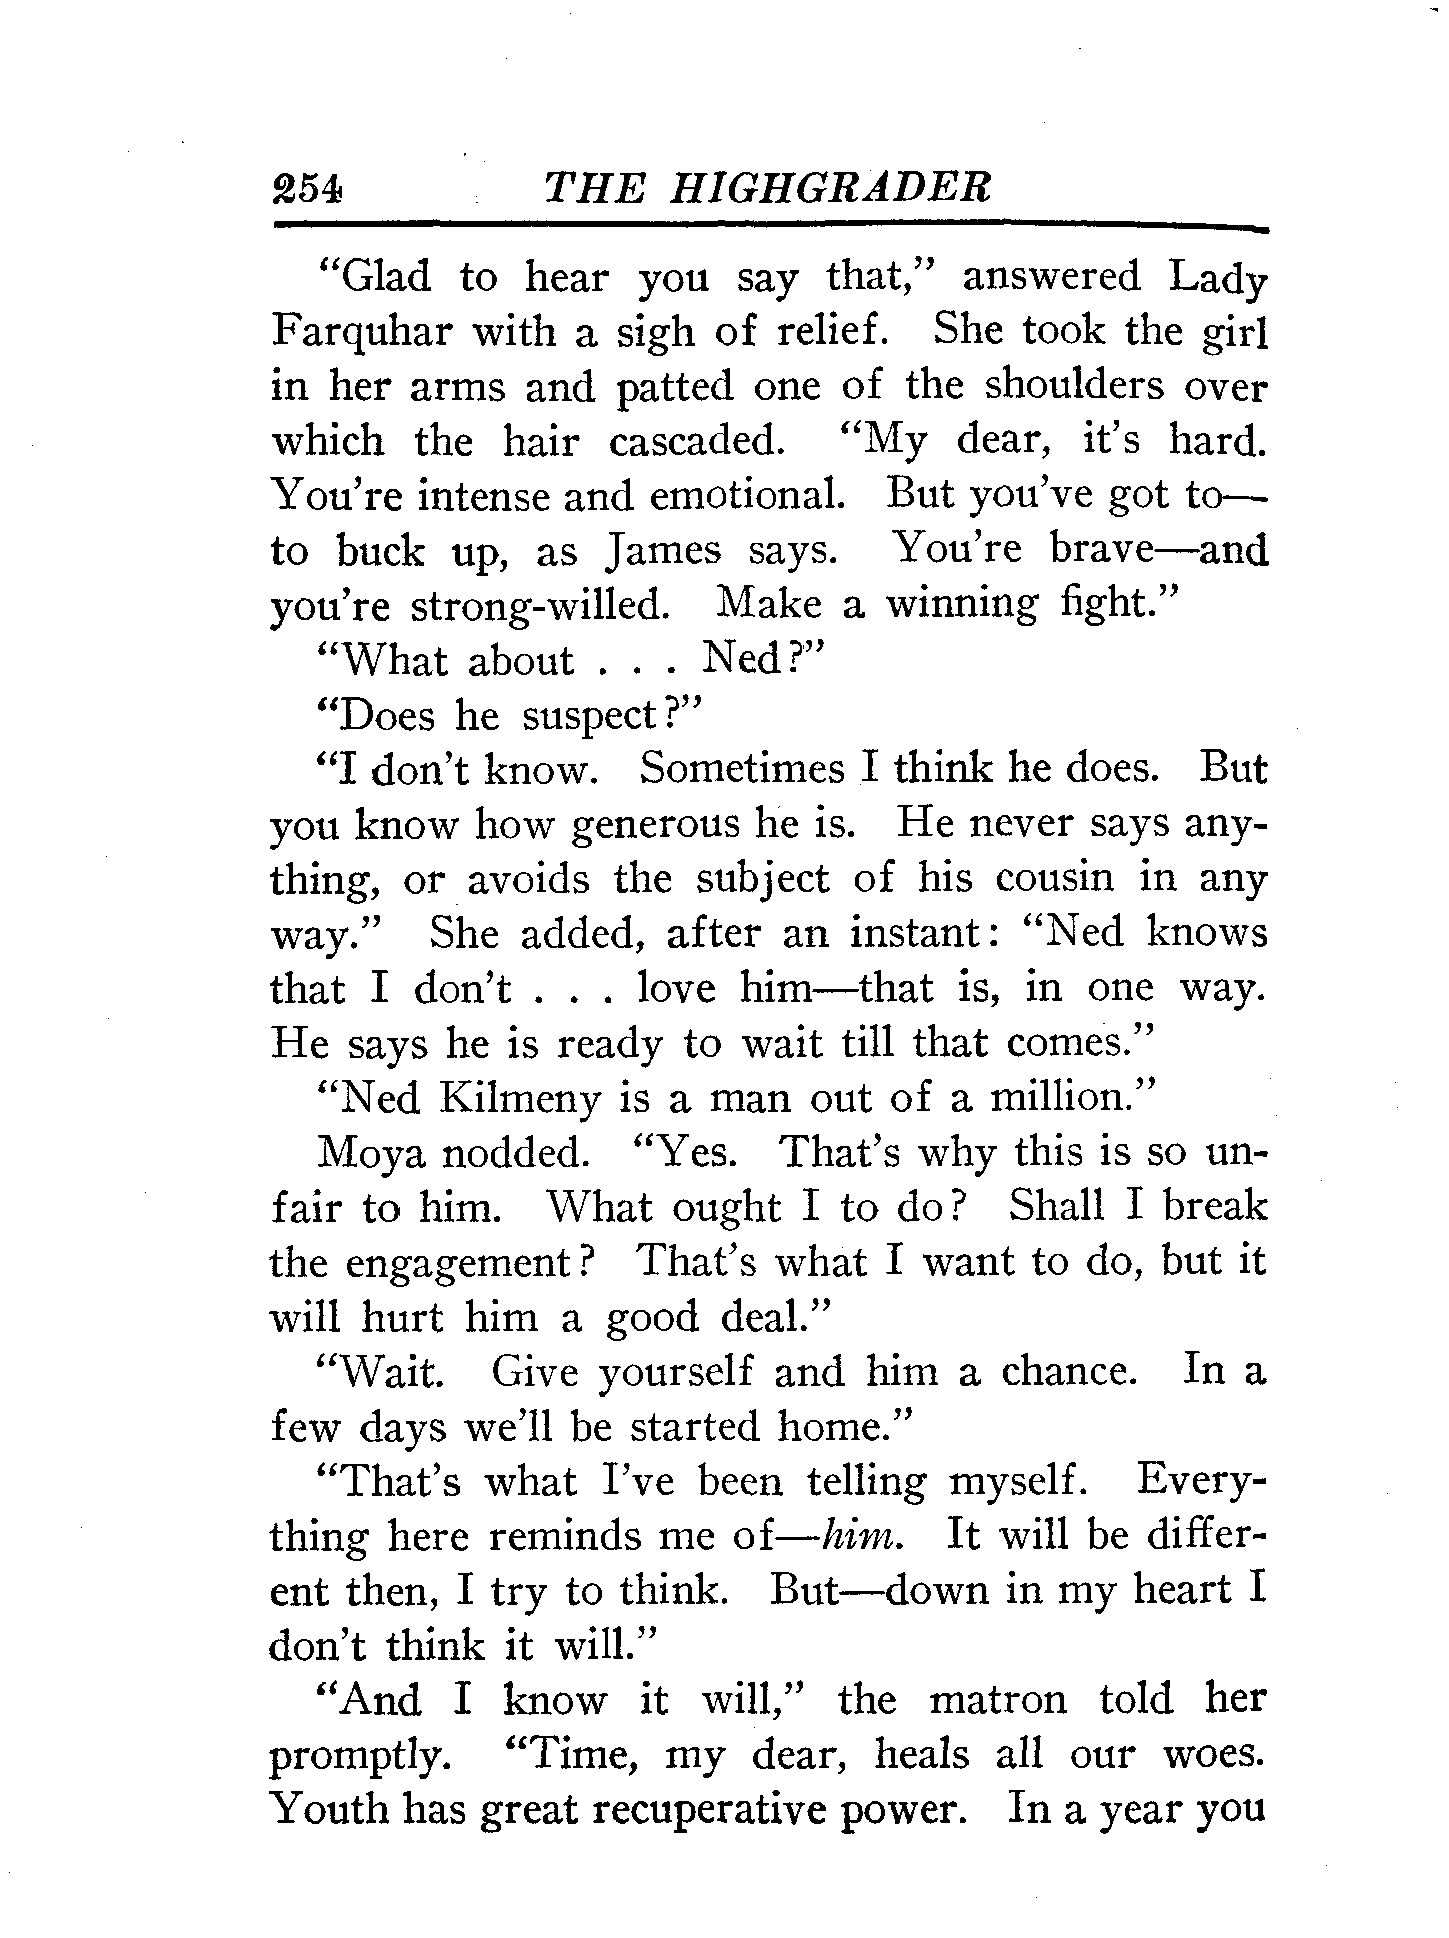 254 THE HIGHGRADER
“Glad to hear you say that,” answered Lady
Farquhar with a sigh of relief. She took the girl
in her arms and patted one of the shoulders over
which the hair cascaded. “My dear, it's hard.
You're intense and emotional. But you've got to—
to buck up, as James says. You're brave—and
you're strong-willed. Make a winning fight.”
“What about . . . Ned?”
“Does he suspect?”
“I don't know. Sometimes I think he does. But
you know how generous he is. He never says any-
thing, or avoids the subject of his cousin in any
way.” She added, after an instant: “Ned knows
that I don't . . . love him—that is, in one way.
He says he is ready to wait till that comes.”
“Ned Kilmeny is a man out of a million.”
Moya nodded. “Yes. That's why this is so un-
fair to him. What ought I to do? Shall I break
the engagement? That's what I want to do, but it
will hurt him a good deal.”
“Wait. Give yourself and him a chance. In a
few days we'll be started home.”
“That's what I've been telling myself. Every-
thing here reminds me of—him. It will be differ-
ent then, I try to think. But—down in my heart I
don't think it will.”
“And I know it will,” the matron told her
promptly. “Time, my dear, heals all our woes.
Youth has great recuperative power. In a year you